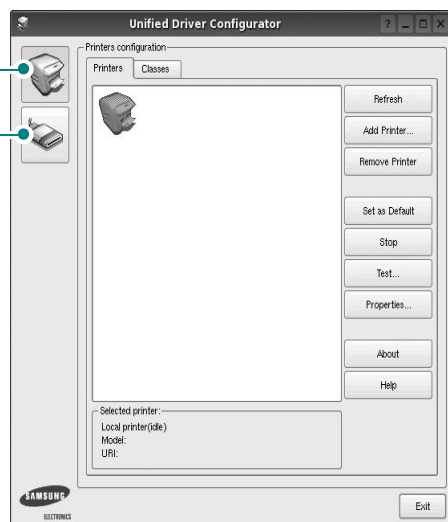 Unified Driver Configurator
Printers configuration
Printers
Classes
Refresh
Add Printer...
Remove Printer
Set as Default
Stop
Test...
Properties...
About
Help
Selected printer:
Local printer(idle)
Model:
URI:
SAMSUNG
ELECTRONICS
Exit